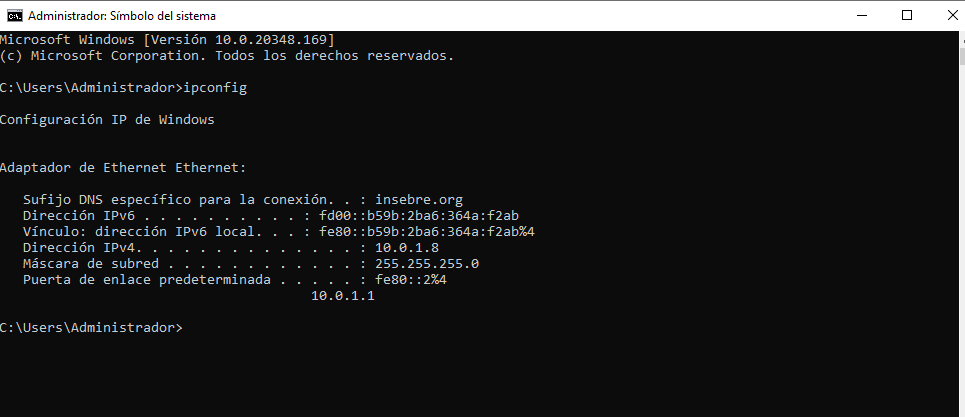 Administrador: Símbolo del sistema
Microsoft Windows [Versión 10.0.20348.169]
(c) Microsoft Corporation. Todos los derechos reservados.
C:\Users\Administrador>ipconfig
Configuración IP de Windows
Adaptador de Ethernet Ethernet:
   Sufijo DNS específico para la conexión. . : insebre.org
   Dirección IPv6 . . . . . . . . . . : fd00::b59b:2ba6:364a:f2ab
   Vínculo: dirección IPv6 local. . . : fe80::b59b:2ba6:364a:f2ab%4
   Dirección IPv4. . . . . . . . . . . . . . : 10.0.1.8
   Máscara de subred . . . . . . . . . . . . : 255.255.255.0
   Puerta de enlace predeterminada . . . . . : fe80::2%4
                                       10.0.1.1
C:\Users\Administrador>